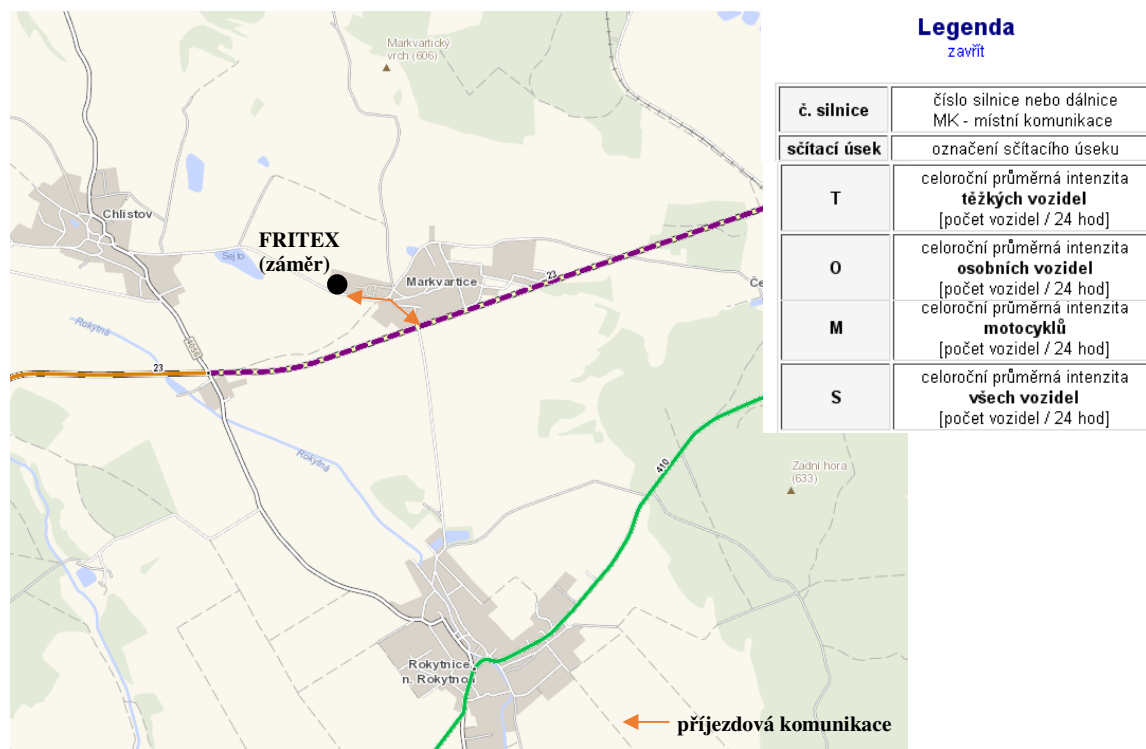 Markvartický
vrch (606)
Chlistov
FRITEX
(záměr)
Sejto
Markvartice
23
Rokytná
4056
23
Rokytná
410
Zadní hora
(633)
Rokytnice
n. Rokytnou
příjezdová komunikace
Legenda
zavřít
č. silnice
číslo silnice nebo dálnice
MK - místní komunikace
sčítací úsek
označení sčítacího úseku
T
celoroční průměrná intenzita
těžkých vozidel
[počet vozidel / 24 hod]
O
celoroční průměrná intenzita
osobních vozidel
[počet vozidel / 24 hod]
M
celoroční průměrná intenzita
motocyklů
[počet vozidel / 24 hod]
S
celoroční průměrná intenzita
všech vozidel
[počet vozidel / 24 hod]